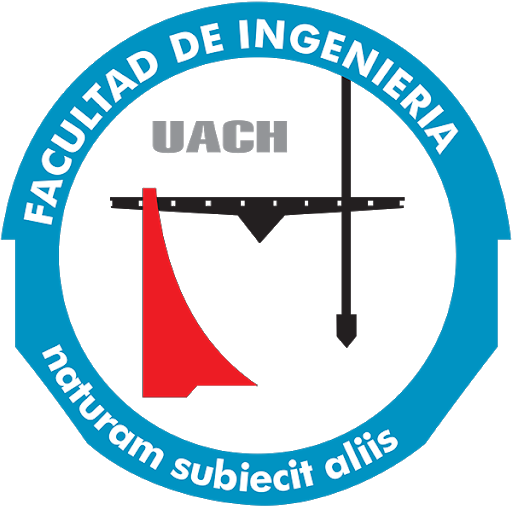 FACULTAD DE INGENIERIA
UACH
naturam subiecit aliis